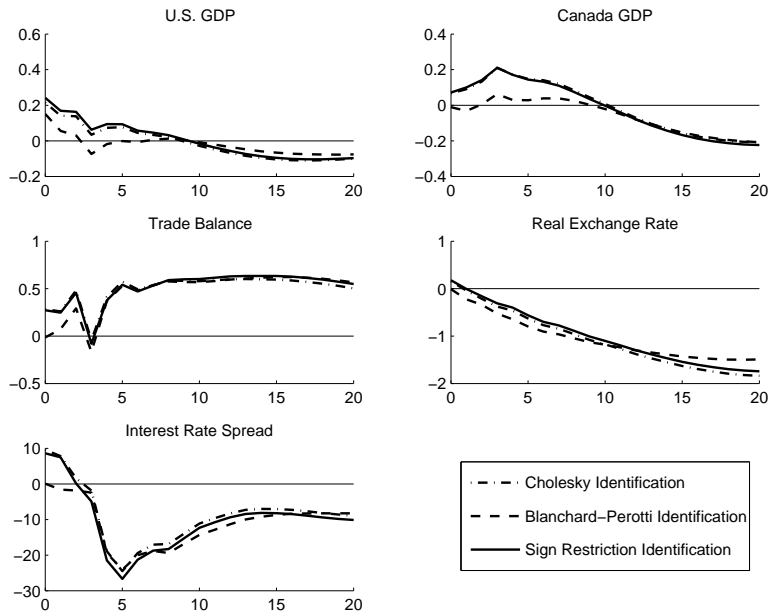 U.S. GDP
0.6
0.4
0.2
0
−0.2
0 5 10 15 20
Canada GDP
0.4
0.2
0
−0.2
−0.4
0 5 10 15 20
Trade Balance
1
0.5
0
−0.5
0 5 10 15 20
Real Exchange Rate
1
0
−1
−2
0 5 10 15 20
Interest Rate Spread
10
0
−10
−20
−30
0 5 10 15 20
Cholesky Identification
Blanchard−Perotti Identification
Sign Restriction Identification